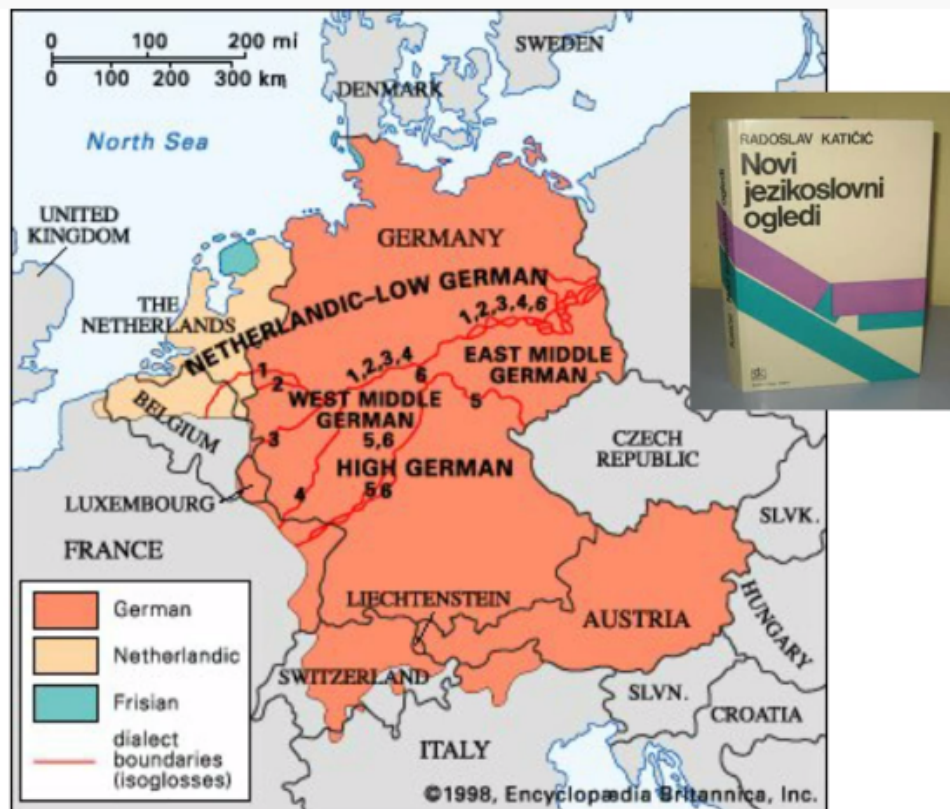 0 100 200 mi
0 100 200 300 km
SWEDEN
DENMARK
North Sea
UNITED
KINGDOM
GERMANY
THE
NETHERLANDS
NETHERLANDIC–LOW GERMAN
1,2,3,4,6
1
2
1,2,3,4
6
EAST MIDDLE
GERMAN
WEST MIDDLE
GERMAN
5
BELGIUM
3
5,6
CZECH
REPUBLIC
HIGH GERMAN
LUXEMBOURG
4
5,6
SLVK.
FRANCE
LIECHTENSTEIN
AUSTRIA
HUNGARY
SWITZERLAND
SLVN.
CROATIA
ITALY
German
Netherlandic
Frisian
dialect
boundaries
(isoglosses)
©1998, Encyclopædia Britannica, Inc.
RADOSLAV KATIČIĆ
Novi
jezikoslovni
ogledi